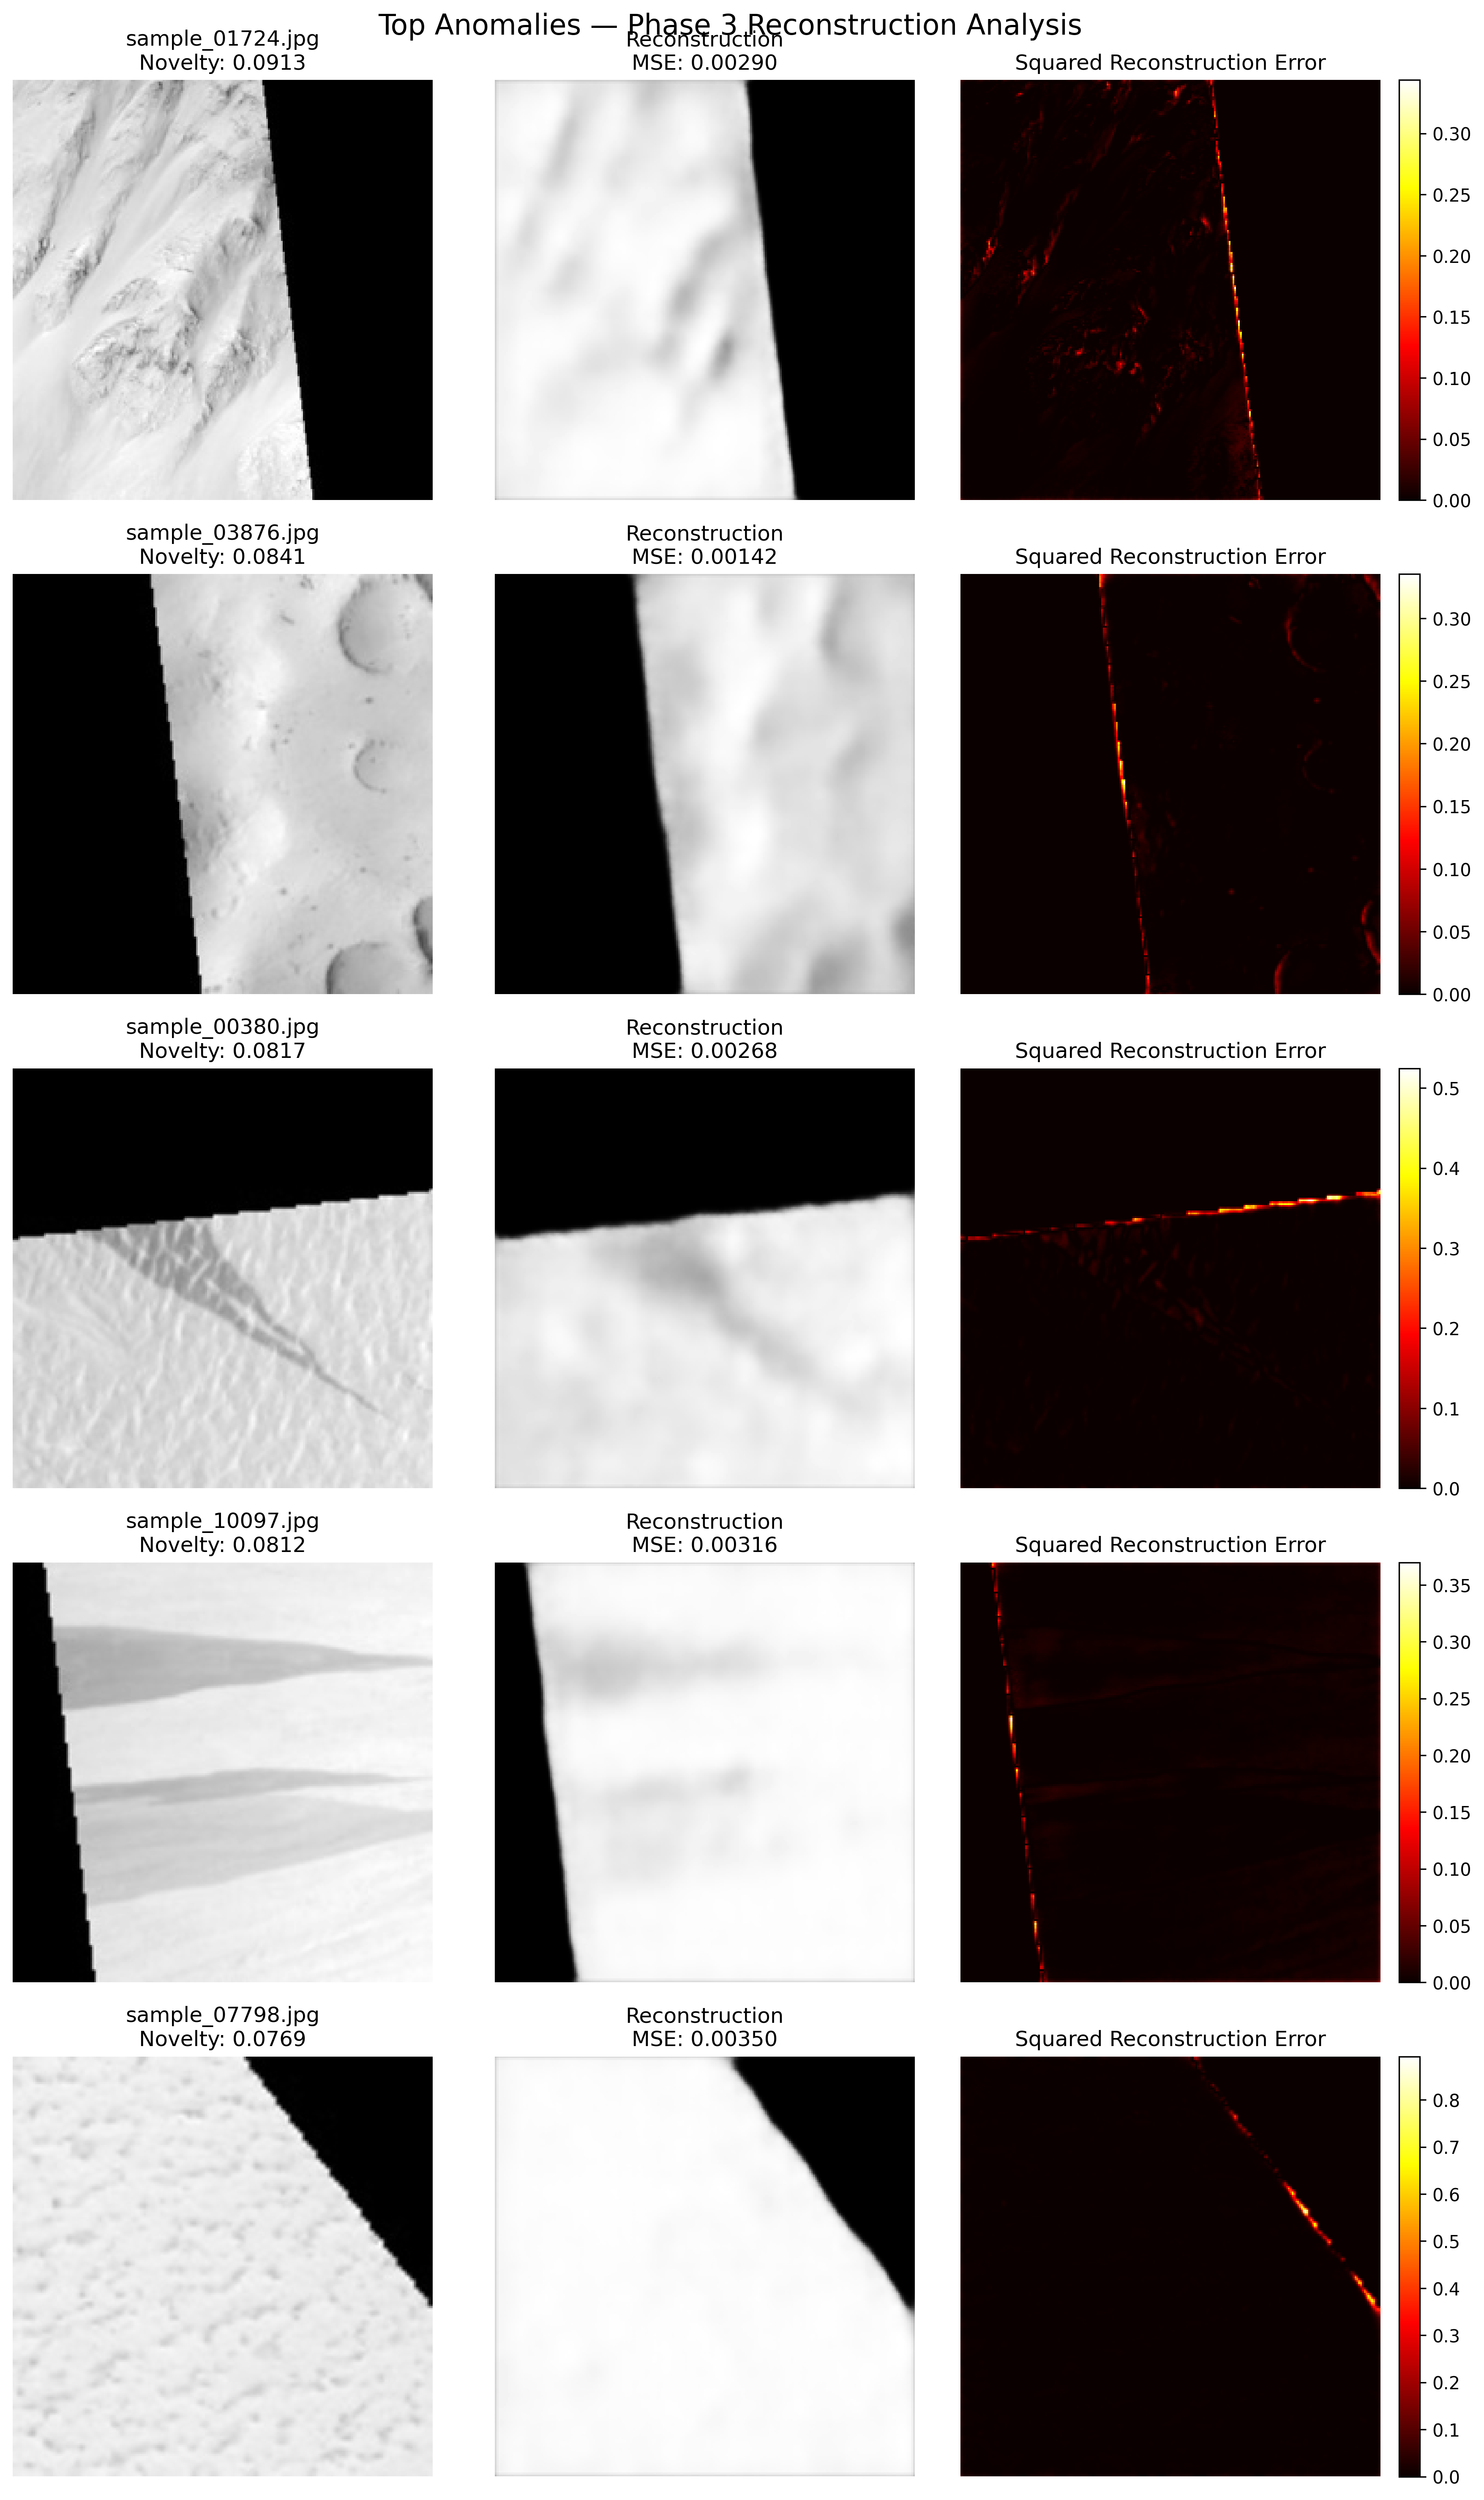 Top Anomalies — Phase 3 Reconstruction Analysis
sample_01724.jpg
Novelty: 0.0913
Reconstruction
MSE: 0.00290
Squared Reconstruction Error
0.30
0.25
0.20
0.15
0.10
0.05
0.00
sample_03876.jpg
Novelty: 0.0841
Reconstruction
MSE: 0.00142
Squared Reconstruction Error
0.30
0.25
0.20
0.15
0.10
0.05
0.00
sample_00380.jpg
Novelty: 0.0817
Reconstruction
MSE: 0.00268
Squared Reconstruction Error
0.5
0.4
0.3
0.2
0.1
0.0
sample_10097.jpg
Novelty: 0.0812
Reconstruction
MSE: 0.00316
Squared Reconstruction Error
0.35
0.30
0.25
0.20
0.15
0.10
0.05
0.00
sample_07798.jpg
Novelty: 0.0769
Reconstruction
MSE: 0.00350
Squared Reconstruction Error
0.8
0.7
0.6
0.5
0.4
0.3
0.2
0.1
0.0